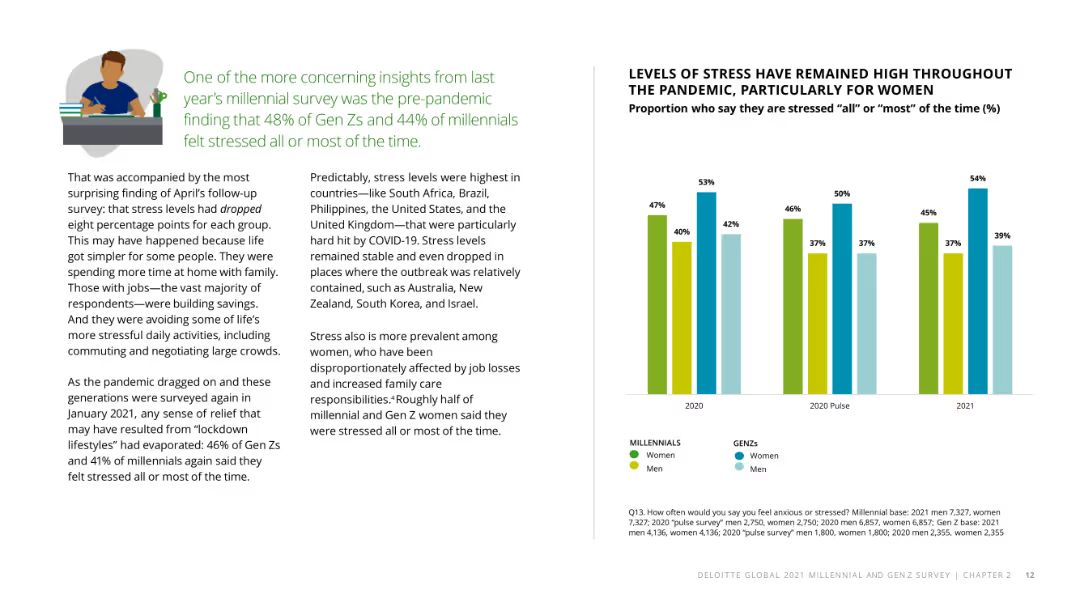 One of the more concerning insights from last
year’s millennial survey was the pre-pandemic
finding that 48% of Gen Zs and 44% of millennials
felt stressed all or most of the time.
That was accompanied by the most
surprising finding of April’s follow-up
survey: that stress levels had dropped
eight percentage points for each group.
This may have happened because life
got simpler for some people. They were
spending more time at home with family.
Those with jobs—the vast majority of
respondents—were building savings.
And they were avoiding some of life’s
more stressful daily activities, including
commuting and negotiating large crowds.
As the pandemic dragged on and these
generations were surveyed again in
January 2021, any sense of relief that
may have resulted from “lockdown
lifestyles” had evaporated: 46% of Gen Zs
and 41% of millennials again said they
felt stressed all or most of the time.
Predictably, stress levels were highest in
countries—like South Africa, Brazil,
Philippines, the United States, and the
United Kingdom—that were particularly
hard hit by COVID-19. Stress levels
remained stable and even dropped in
places where the outbreak was relatively
contained, such as Australia, New
Zealand, South Korea, and Israel.
Stress also is more prevalent among
women, who have been
disproportionately affected by job losses
and increased family care
responsibilities.⁴ Roughly half of
millennial and Gen Z women said they
were stressed all or most of the time.
LEVELS OF STRESS HAVE REMAINED HIGH THROUGHOUT
THE PANDEMIC, PARTICULARLY FOR WOMEN
Proportion who say they are stressed “all” or “most” of the time (%)
47% 40% 53% 42%
46% 37% 50% 37%
45% 37% 54% 39%
2020 2020 Pulse 2021
MILLENNIALS GENZs
Women Women
Men Men
Q13. How often would you say you feel anxious or stressed? Millennial base: 2021 men 7,327, women
7,327; 2020 “pulse survey” men 2,750, women 2,750; 2020 men 6,857, women 6,857; Gen Z base: 2021
men 4,136, women 4,136; 2020 “pulse survey” men 1,800, women 1,800; 2020 men 2,355, women 2,355
DELOITTE GLOBAL 2021 MILLENNIAL AND GEN Z SURVEY | CHAPTER 2 12